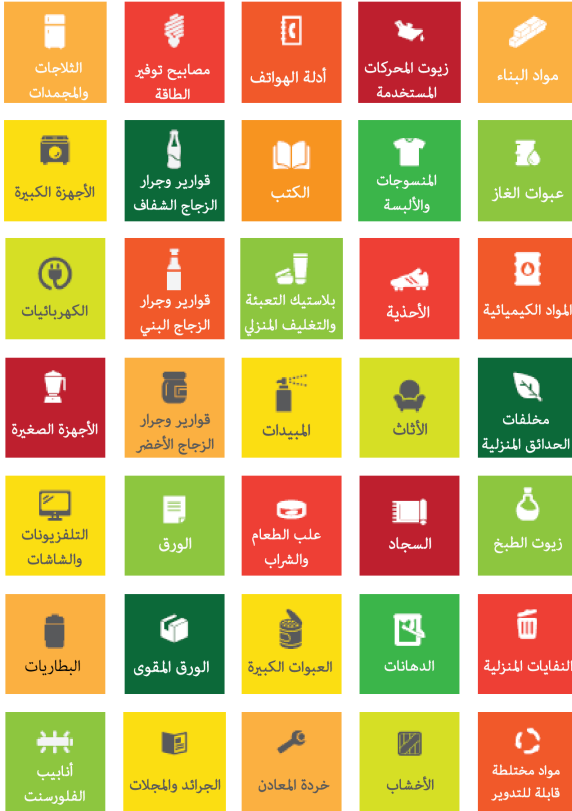 مواد البناء
زيوت المحركات
المستخدمة
أدلة الهواتف
مصابيح توفير
الطاقة
الثلاجات
والمجمدات
عبوات الغاز
المنسوجات
والألبسة
الكتب
قوارير وجرار
الزجاج الشفاف
الأجهزة الكبيرة
المواد الكيميائية
الأحذية
بلاستيك التعبئة
والتغليف المنزلي
قوارير وجرار
الزجاج البني
الكهربائيات
مخلفات
الحدائق المنزلية
الأثاث
المبيدات
قوارير وجرار
الزجاج الأخضر
الأجهزة الصغيرة
زيوت الطبخ
السجاد
علب الطعام
والشراب
الورق
التلفزيونات
والشاشات
النفايات المنزلية
الدهانات
العبوات الكبيرة
الورق المقوى
البطاريات
مواد مختلطة
قابلة للتدوير
الأخشاب
خردة المعادن
الجرائد والمجلات
أنابيب
الفلورسنت